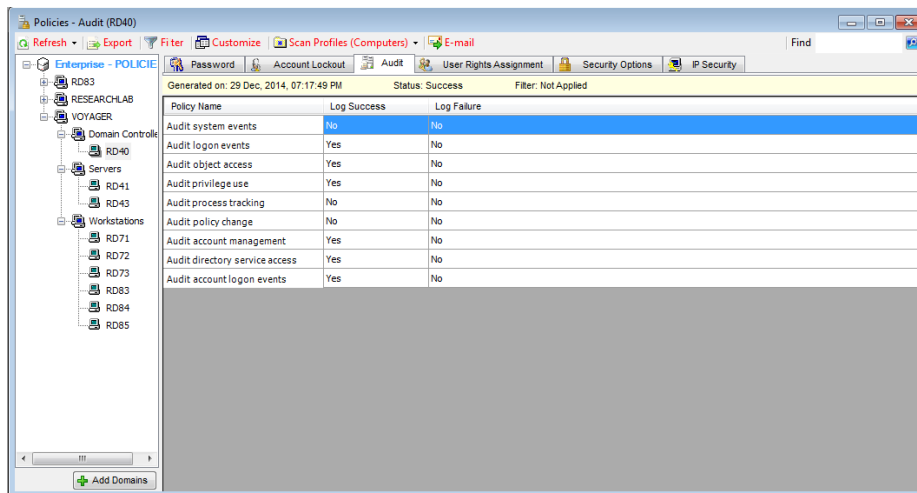 Policies - Audit (RD40)
Refresh Export Filter Customize Scan Profiles (Computers) E-mail Find
Enterprise - POLICIE Password Account Lockout Audit User Rights Assignment Security Options IP Security
RD83
RESEARCHLAB
VOYAGER
Domain Controlle
RD40
Servers
RD41
RD43
Workstations
RD71
RD72
RD73
RD83
RD84
RD85
Add Domains
Generated on: 29 Dec, 2014, 07:17:49 PM Status: Success Filter: Not Applied
Policy Name Log Success Log Failure
Audit system events No No
Audit logon events Yes No
Audit object access Yes No
Audit privilege use Yes No
Audit process tracking No No
Audit policy change No No
Audit account management Yes No
Audit directory service access Yes No
Audit account logon events Yes No